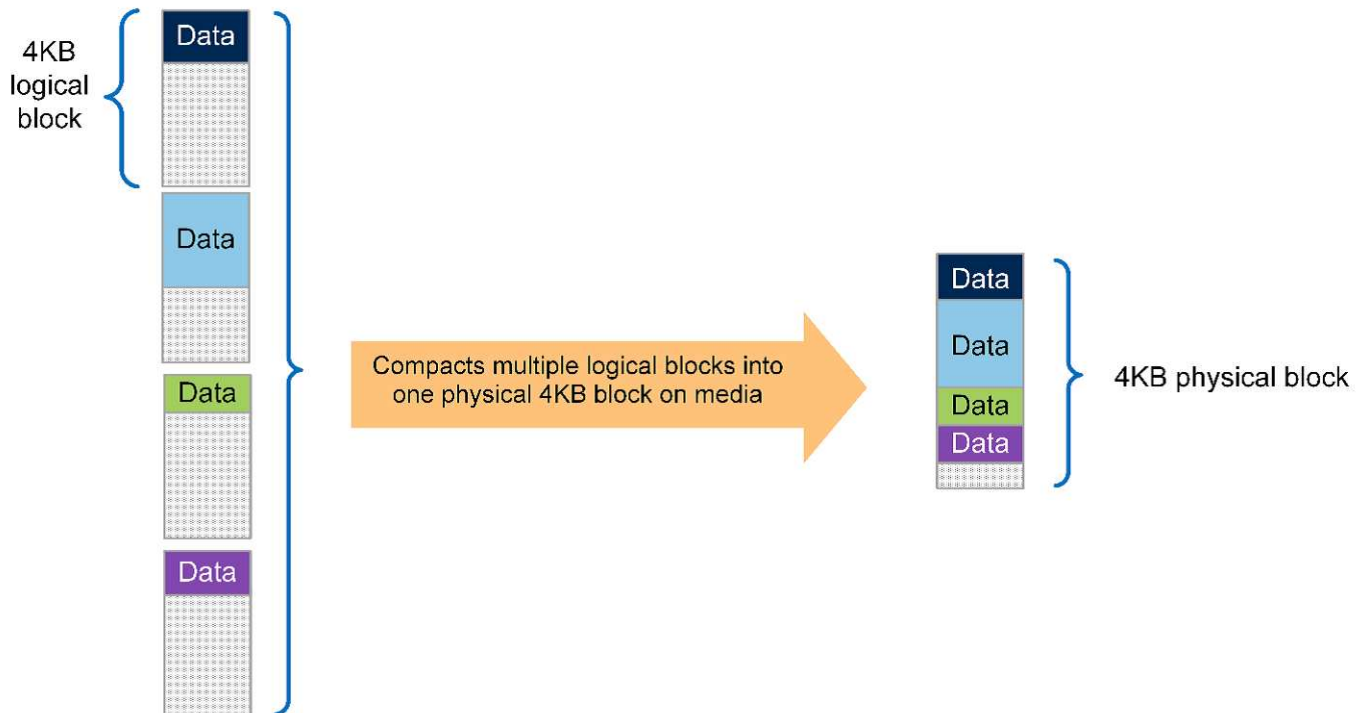 4KB
logical
block
Data
Data
Data
Data
Compacts multiple logical blocks into
one physical 4KB block on media
Data
Data
Data
Data
4KB physical block